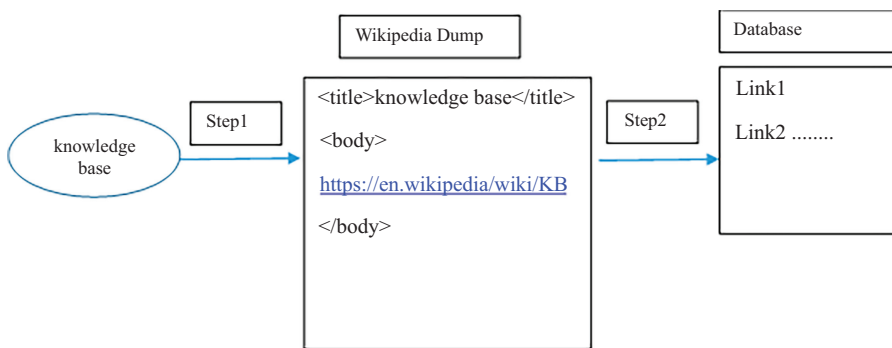 Wikipedia Dump
Database
<title>knowledge base</title>
<body>
https://en.wikipedia/wiki/KB
</body>
Step1
Step2
knowledge
base
Link1
Link2 ........